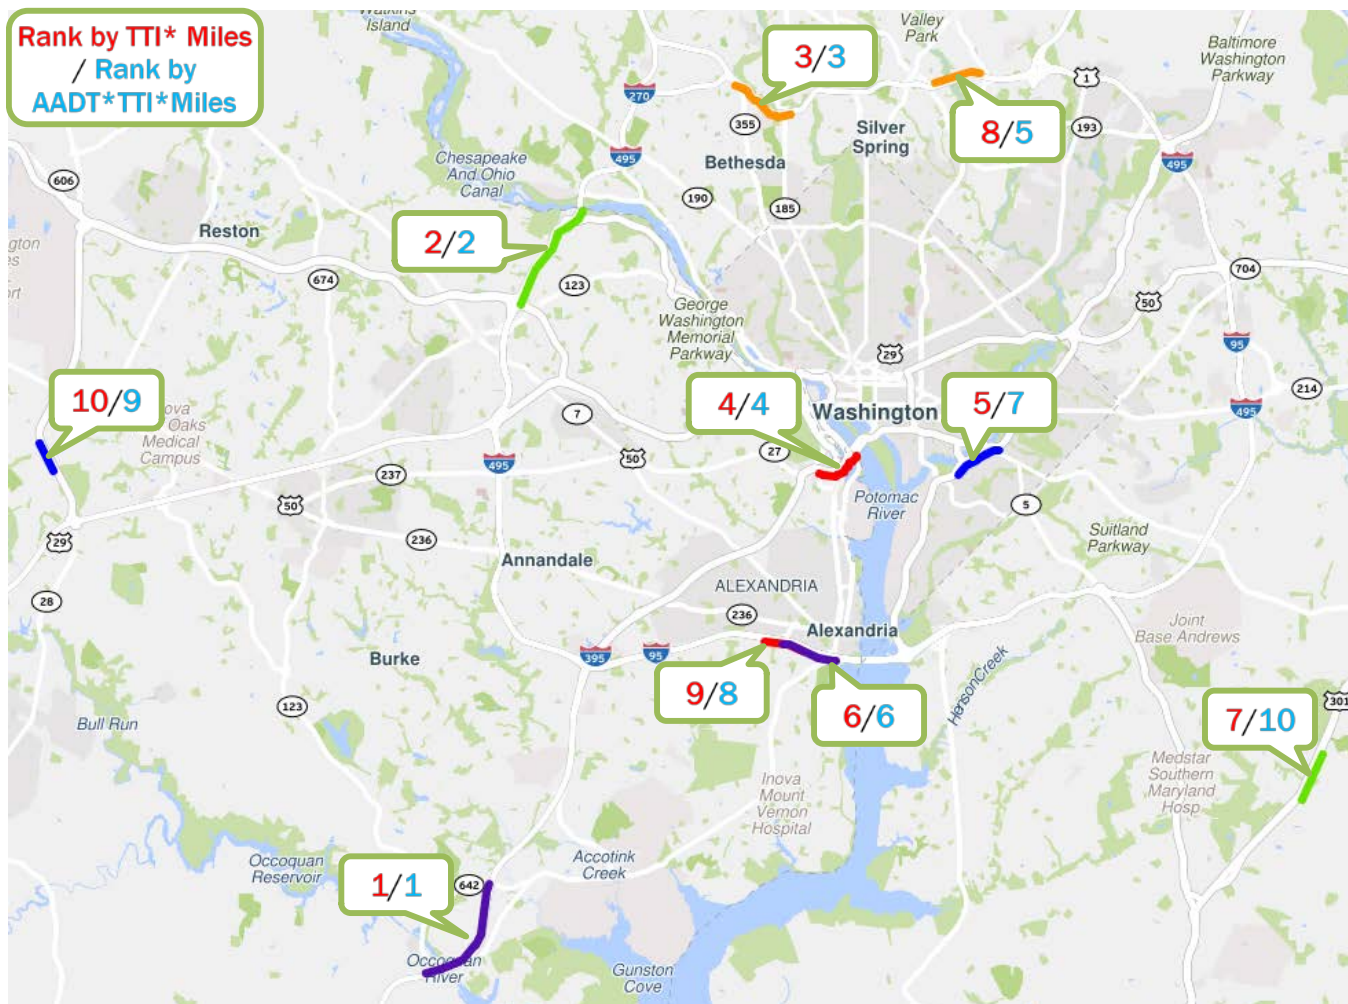 Rank by TTI* Miles
/ Rank by
AADT*TTI*Miles
Watkins
Island
Valley
Park
Baltimore
Washington
Parkway
3/3
270
1
355
Silver
Spring
8/5
193
Bethesda
495
495
Chesapeake
And Ohio
Canal
606
190
185
Reston
2/2
674
123
704
50
George
Washington
Memorial
Parkway
29
95
10/9
4/4
Washington
5/7
214
495
7
Oaks
Medical
Campus
27
50
495
237
50
Potomac
River
5
Suitland
Parkway
29
236
Annandale
ALEXANDRIA
28
236
Alexandria
Joint
Base Andrews
Burke
395
95
9/8
6/6
HensonCreek
123
7/10
301
Bull Run
Medstar
Southern
Maryland
Hosp
Inova
Mount
Vernon
Hospital
Occoquan
Reservoir
Accotink
Creek
1/1
642
Occoquan
River
Gunston
Cove